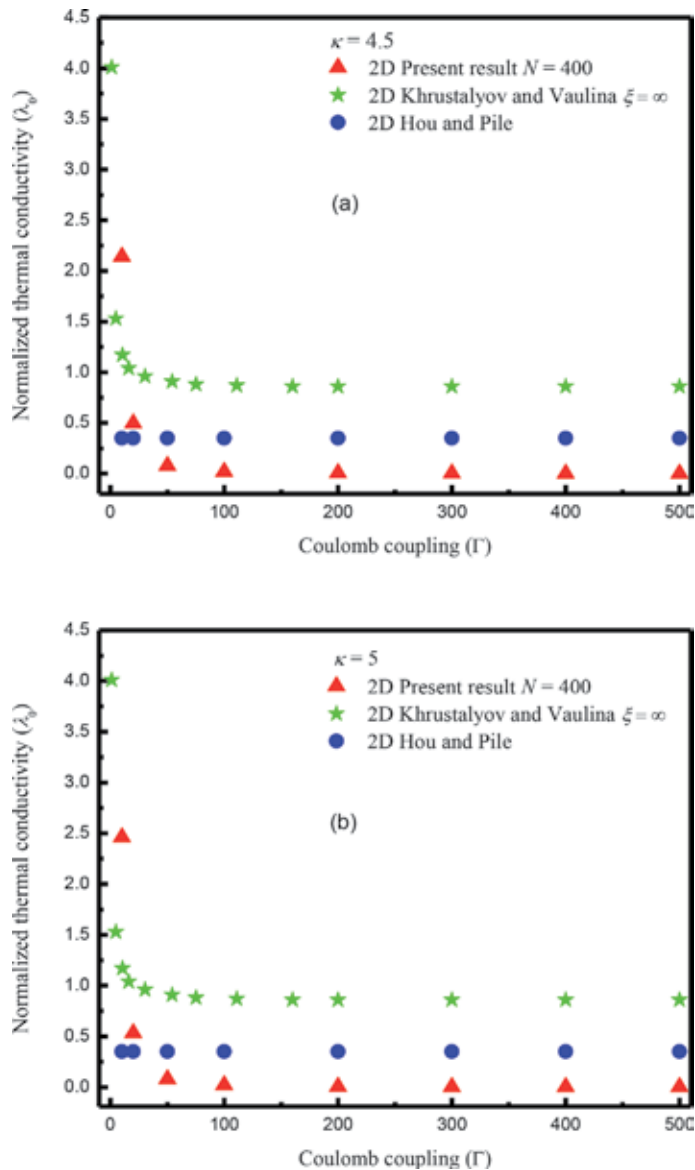 4.5
4.0
3.5
3.0
2.5
2.0
1.5
1.0
0.5
0.0
Normalized thermal conductivity (λ₀)
κ = 4.5
2D Present result N = 400
2D Khrustalyov and Vaulina ξ = ∞
2D Hou and Pile
(a)
0 100 200 300 400 500
Coulomb coupling (Γ)
4.5
4.0
3.5
3.0
2.5
2.0
1.5
1.0
0.5
0.0
Normalized thermal conductivity (λ₀)
κ = 5
2D Present result N = 400
2D Khrustalyov and Vaulina ξ = ∞
2D Hou and Pile
(b)
0 100 200 300 400 500
Coulomb coupling (Γ)